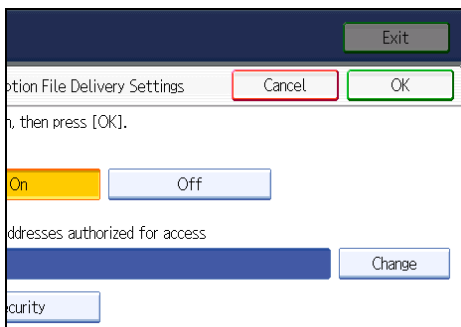 Exit
ption File Delivery Settings Cancel OK
n, then press [OK].
On Off
ddresses authorized for access
Change
curity